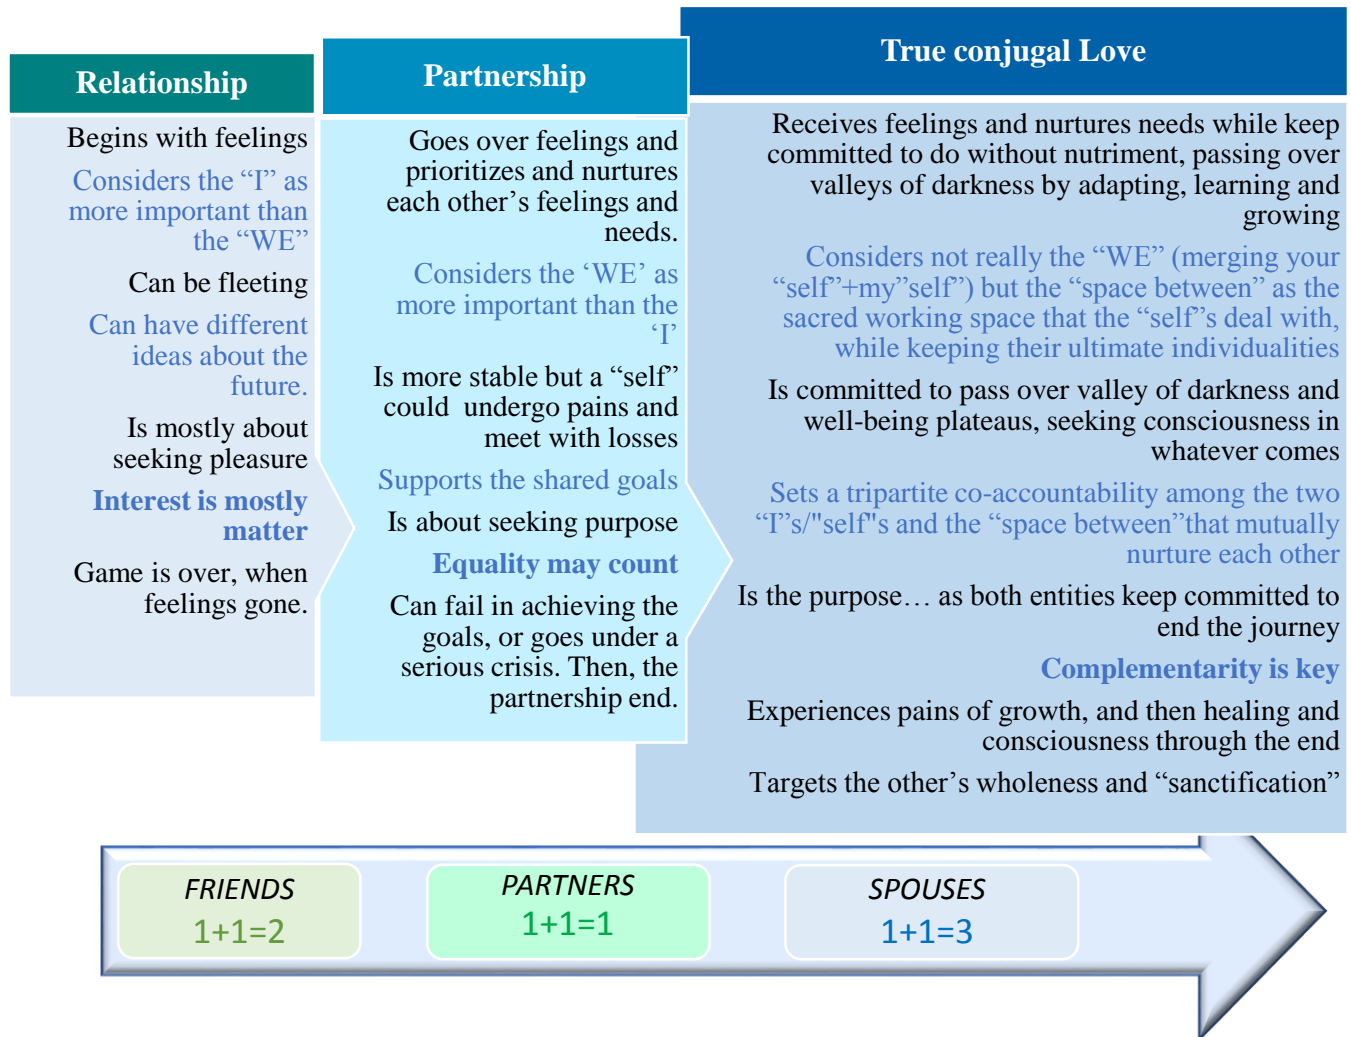 Relationship
Begins with feelings
Considers the “I” as
more important than
the “WE”
Can be fleeting
Can have different
ideas about the
future.
Is mostly about
seeking pleasure
Interest is mostly
matter
Game is over, when
feelings gone.
Partnership
Goes over feelings and
prioritizes and nurtures
each other’s feelings and
needs.
Considers the ‘WE’ as
more important than the
‘I’
Is more stable but a “self”
could undergo pains and
meet with losses
Supports the shared goals
Is about seeking purpose
Equality may count
Can fail in achieving the
goals, or goes under a
serious crisis. Then, the
partnership end.
True conjugal Love
Receives feelings and nurtures needs while keep
committed to do without nutriment, passing over
valleys of darkness by adapting, learning and
growing
Considers not really the “WE” (merging your
“self”+my”self”) but the “space between” as the
sacred working space that the “self”s deal with,
while keeping their ultimate individualities
Is committed to pass over valley of darkness and
well-being plateaus, seeking consciousness in
whatever comes
Sets a tripartite co-accountability among the two
“I”s/"self"s and the “space between”that mutually
nurture each other
Is the purpose… as both entities keep committed to
end the journey
Complementarity is key
Experiences pains of growth, and then healing and
consciousness through the end
Targets the other’s wholeness and “sanctification”
FRIENDS
1+1=2
PARTNERS
1+1=1
SPOUSES
1+1=3